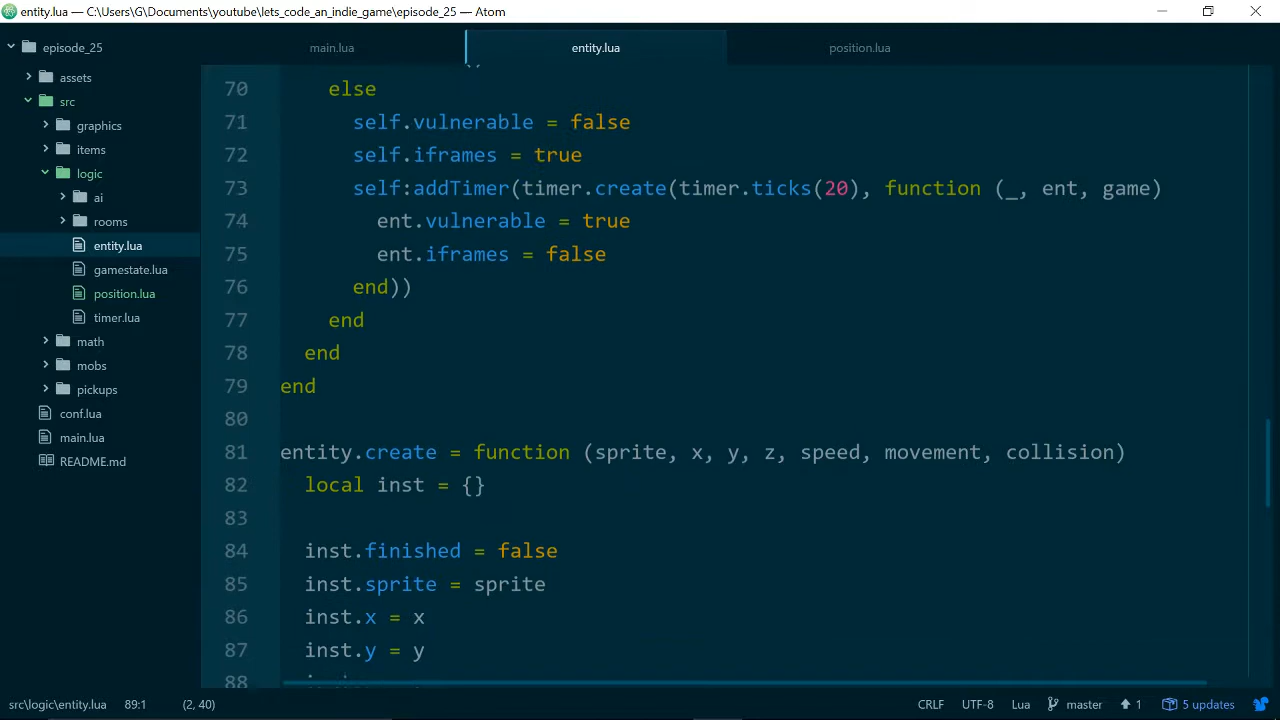 entity.lua — C:\Users\G\Documents\youtube\lets_code_an_indie_game\episode_25 — Atom
episode_25
assets
src
graphics
items
logic
ai
rooms
entity.lua
gamestate.lua
position.lua
timer.lua
math
mobs
pickups
conf.lua
main.lua
README.md
main.lua
entity.lua
position.lua
70 else
71 self.vulnerable = false
72 self.iframes = true
73 self:addTimer(timer.create(timer.ticks(20), function (_, ent, game)
74 ent.vulnerable = true
75 ent.iframes = false
76 end))
77 end
78 end
79 end
80
81 entity.create = function (sprite, x, y, z, speed, movement, collision)
82 local inst = {}
83
84 inst.finished = false
85 inst.sprite = sprite
86 inst.x = x
87 inst.y = y
88
src\logic\entity.lua 89:1 (2, 40) CRLF UTF-8 Lua master 1 5 updates